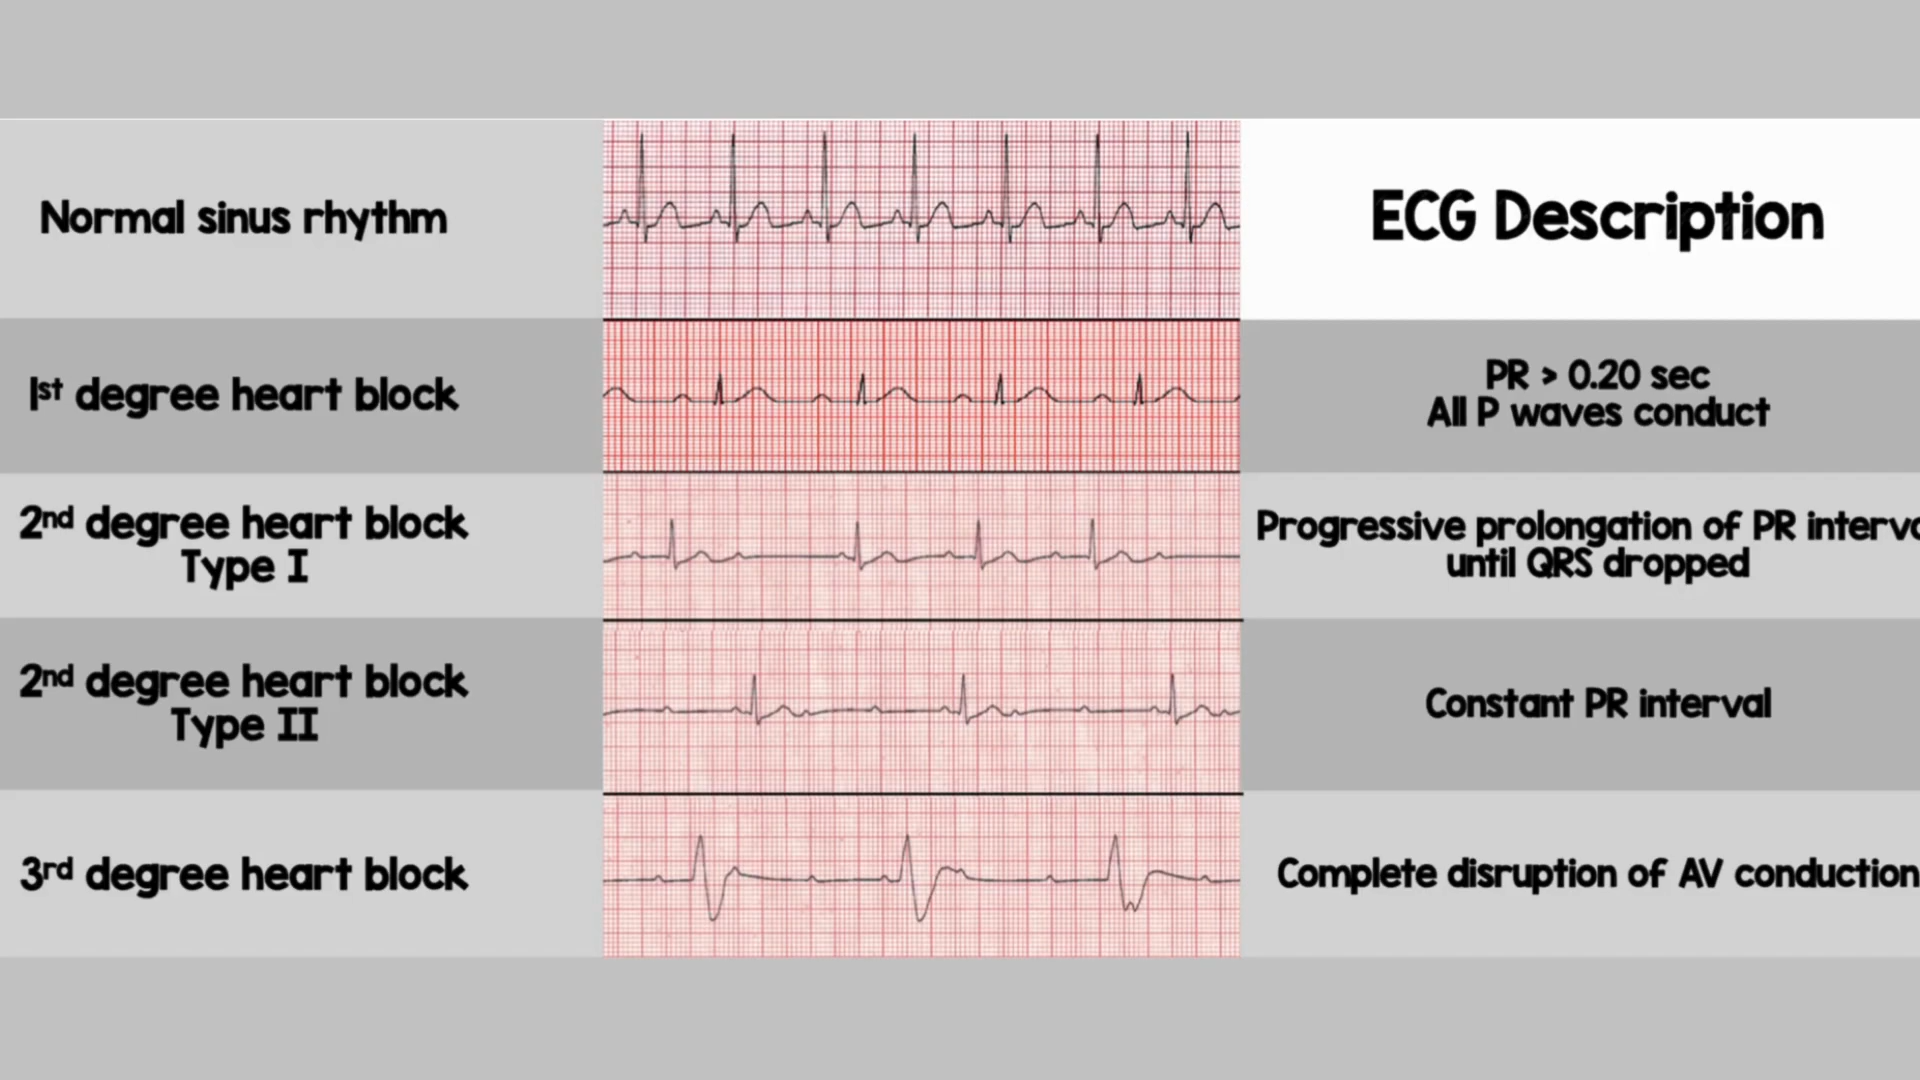 Normal sinus rhythm
ECG Description
1st degree heart block
PR > 0.20 sec
All P waves conduct
2nd degree heart block
Type I
Progressive prolongation of PR
until QRS dropped
2nd degree heart block
Type II
Constant PR interval
3rd degree heart block
Complete disruption of AV conduction